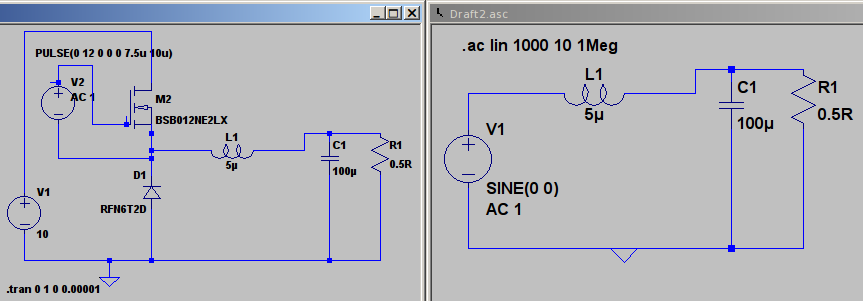 Draft2.asc
PULSE(0 12 0 0 0 7.5u 10u)
V2
AC 1
M2
BSB012NE2LX
L1
5µ
C1
100µ
R1
0.5R
D1
RFN6T2D
V1
10
.tran 0 1 0 0.00001
.ac lin 1000 10 1Meg
L1
5µ
C1
100µ
R1
0.5R
V1
SINE(0 0)
AC 1